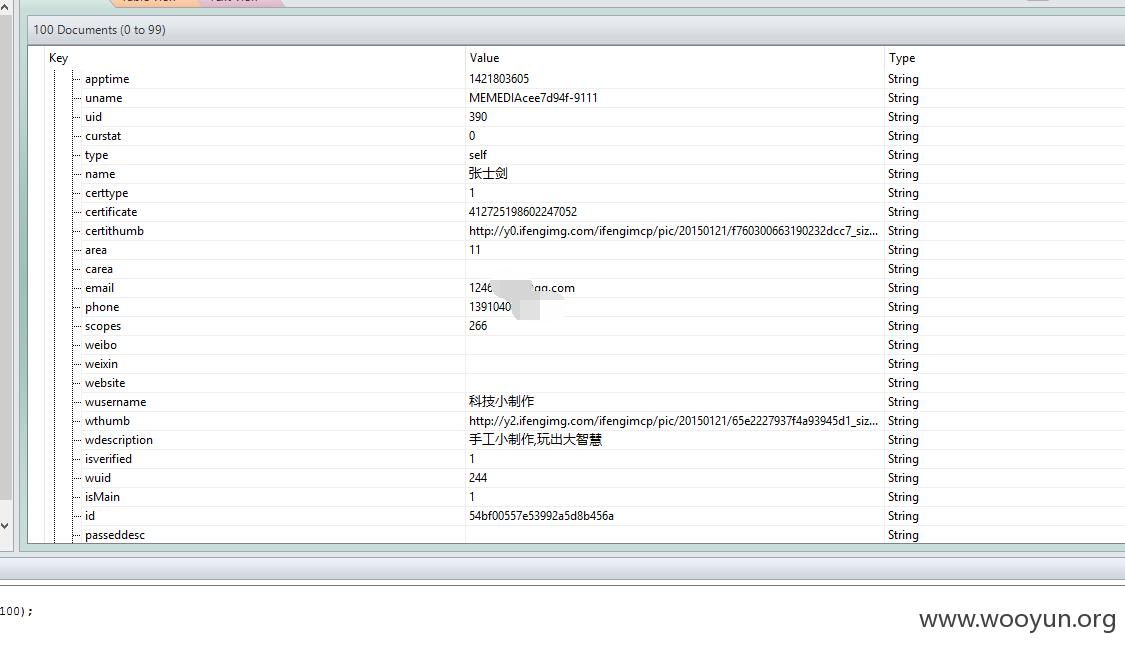 100 Documents (0 to 99)
Key Value Type
apptime 1421803605 String
uname MEMEDIAcee7d94f-9111 String
uid 390 String
curstat 0 String
type self String
name 张士剑 String
certtype 1 String
certificate 412725198602247052 String
certithumb http://y0.ifengimg.com/ifengimcp/pic/20150121/f760300663190232dcc7_siz... String
area 11 String
carea String
email 1246 qq.com String
phone 1391040 String
scopes 266 String
weibo String
weixin String
website String
wusername 科技小制作 String
wthumb http://y2.ifengimg.com/ifengimcp/pic/20150121/65e2227937f4a93945d1_siz... String
wdescription 手工小制作,玩出大智慧 String
isverified 1 String
wuid 244 String
isMain 1 String
id 54bf00557e53992a5d8b456a String
passeddesc String
100);
www.wooyun.org